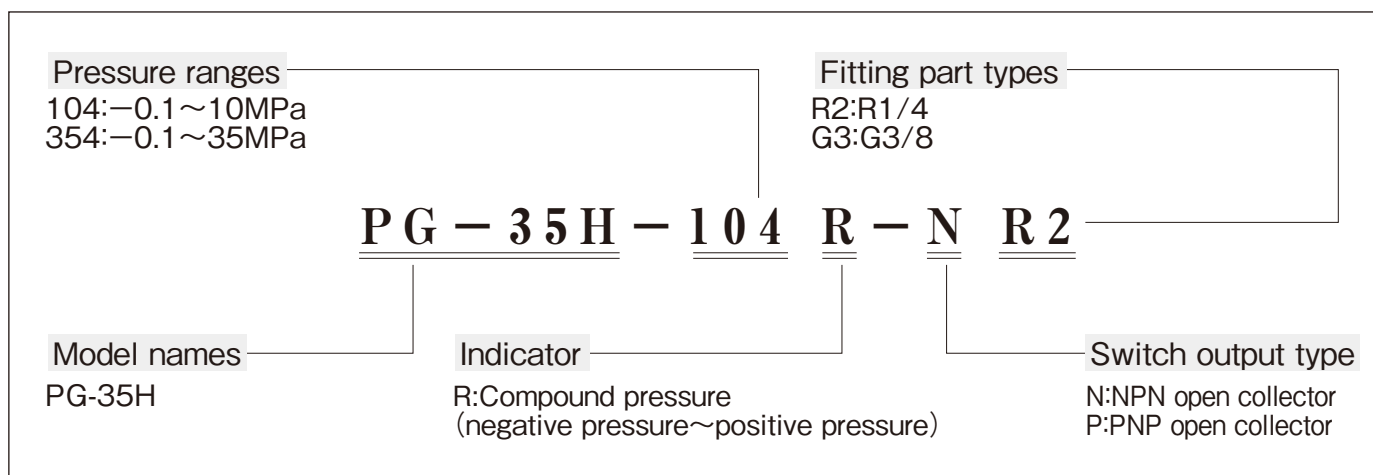 Pressure ranges
104:−0.1～10MPa
354:−0.1～35MPa
Fitting part types
R2:R1/4
G3:G3/8
PG−35H−104 R−N R2
Model names
PG-35H
Indicator
R:Compound pressure
(negative pressure～positive pressure)
Switch output type
N:NPN open collector
P:PNP open collector